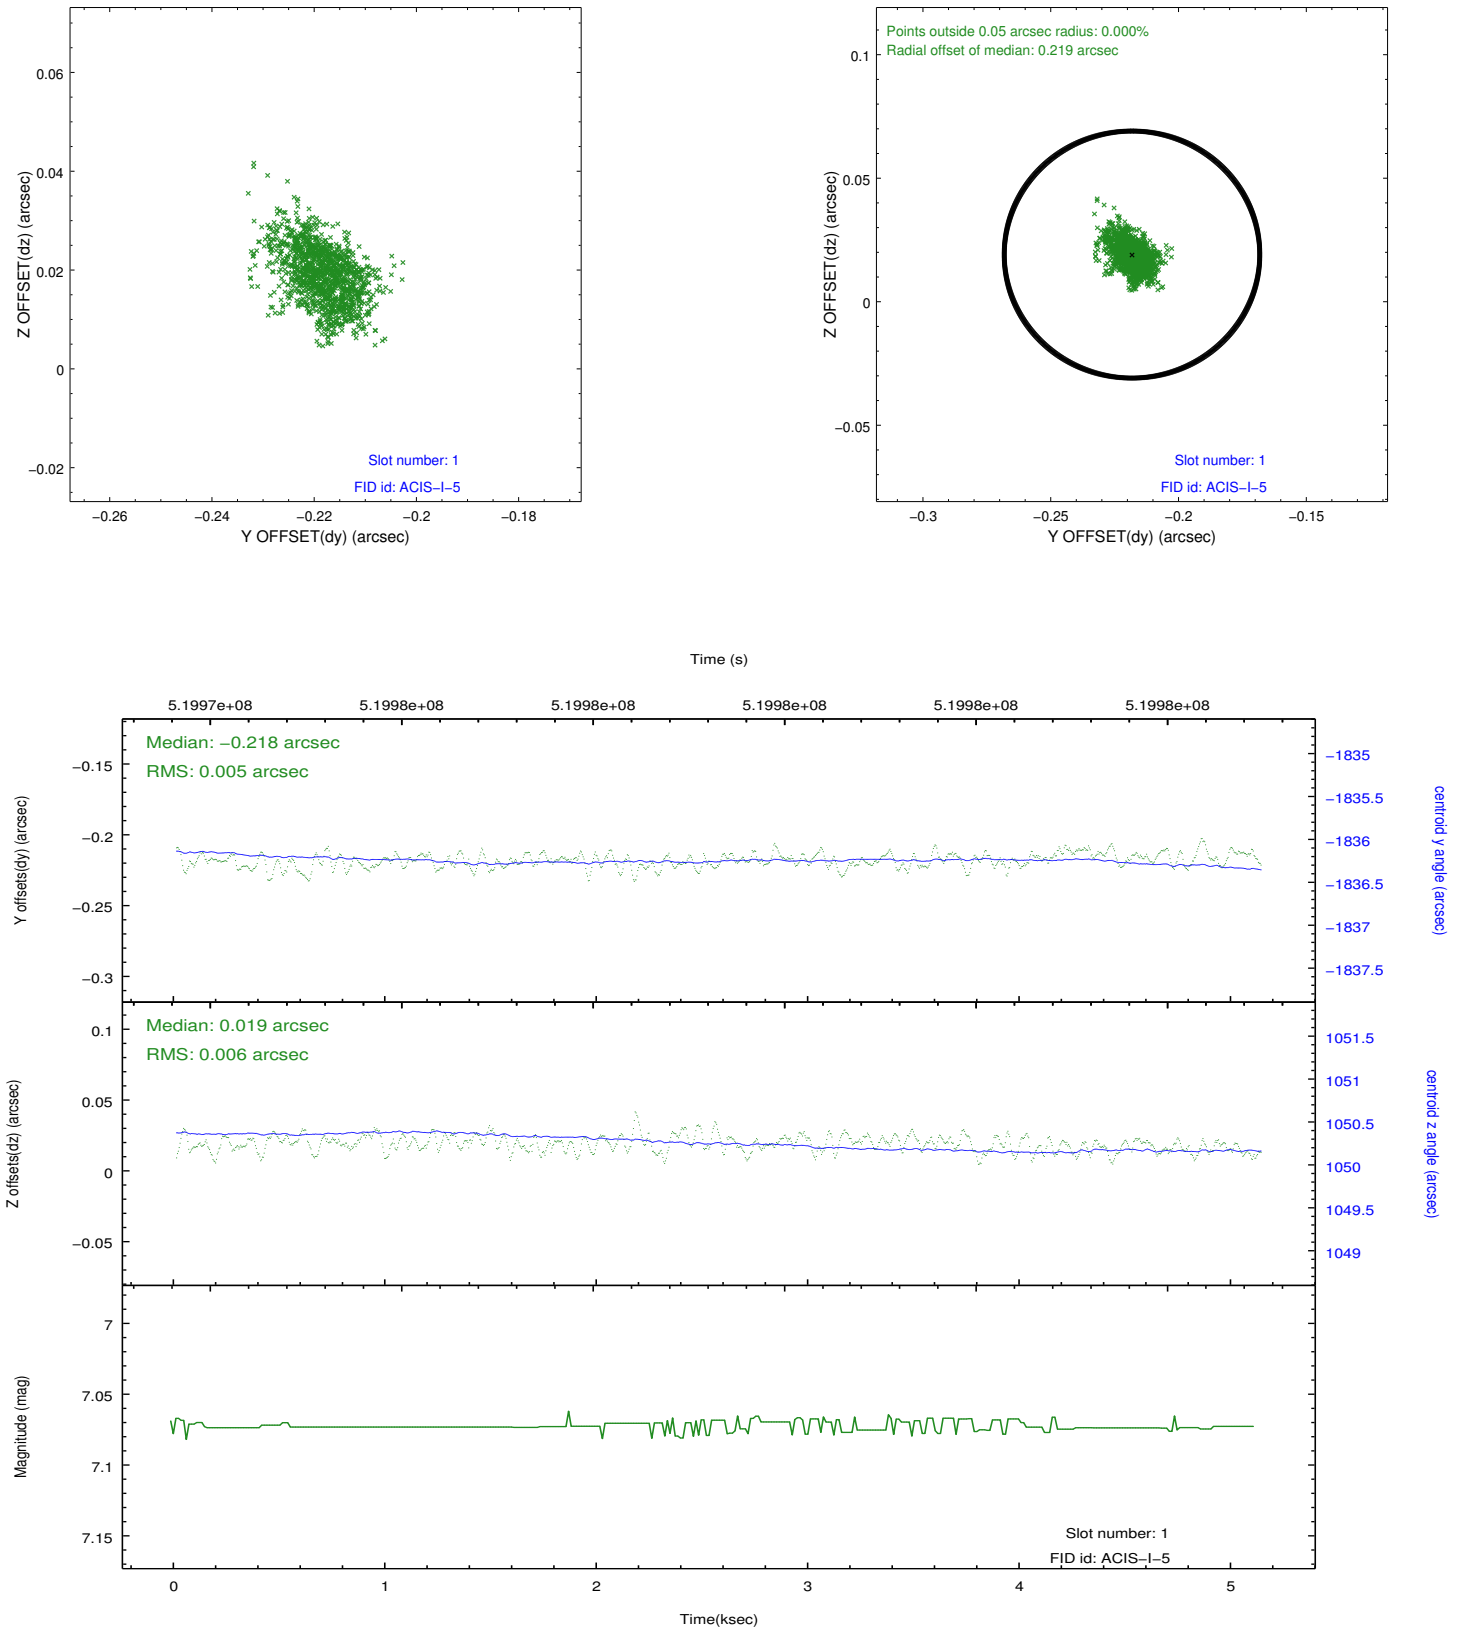 0.06
0.04
0.02
0
−0.02
Z OFFSET(dz) (arcsec)
Slot number: 1
FID id: ACIS−I−5
−0.26
−0.24
−0.22
−0.2
−0.18
Y OFFSET(dy) (arcsec)
Points outside 0.05 arcsec radius: 0.000%
Radial offset of median: 0.219 arcsec
0.1
0.05
0
−0.05
Z OFFSET(dz) (arcsec)
Slot number: 1
FID id: ACIS−I−5
−0.3
−0.25
−0.2
−0.15
Y OFFSET(dy) (arcsec)
Time (s)
5.1997e+08
5.1998e+08
5.1998e+08
5.1998e+08
5.1998e+08
5.1998e+08
Median: −0.218 arcsec
RMS: 0.005 arcsec
−0.15
−0.2
−0.25
−0.3
Y offsets(dy) (arcsec)
−1835
−1835.5
−1836
−1836.5
−1837
−1837.5
centroid y angle (arcsec)
Median: 0.019 arcsec
RMS: 0.006 arcsec
0.1
0.05
0
−0.05
Z offsets(dz) (arcsec)
1051.5
1051
1050.5
1050
1049.5
1049
centroid z angle (arcsec)
7
7.05
7.1
7.15
Magnitude (mag)
Slot number: 1
FID id: ACIS−I−5
0
1
2
3
4
5
Time(ksec)